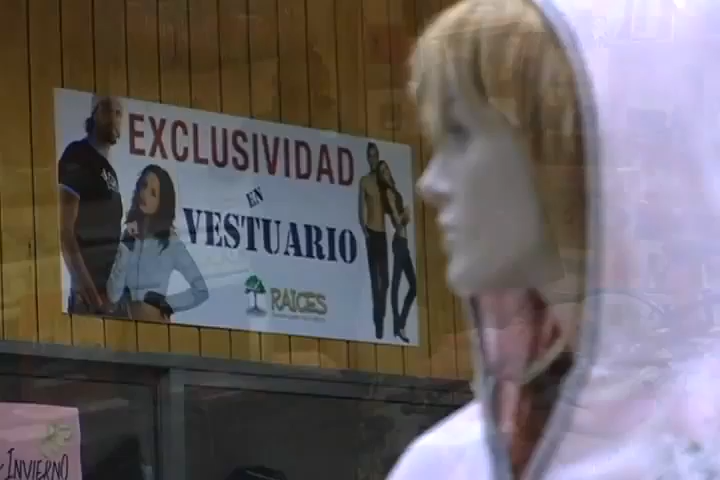 EXCLUSIVIDAD
EN
VESTUARIO
RAICES
INVIERNO